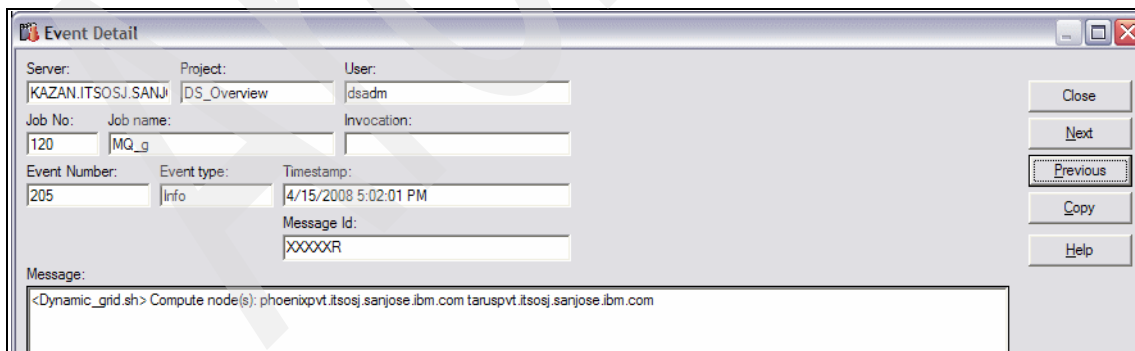 Event Detail
Server: Project: User:
KAZAN.ITSOSJ.SANJ DS_Overview dsadm
Close
Job No: Job name: Invocation:
120 MQ_g
Next
Event Number: Event type: Timestamp:
205 Info 4/15/2008 5:02:01 PM
Previous
Message Id:
Copy
XXXXXR
Help
Message:
<Dynamic_grid.sh> Compute node(s): phoenixpvt.itsosj.sanjose.ibm.com taruspvt.itsosj.sanjose.ibm.com